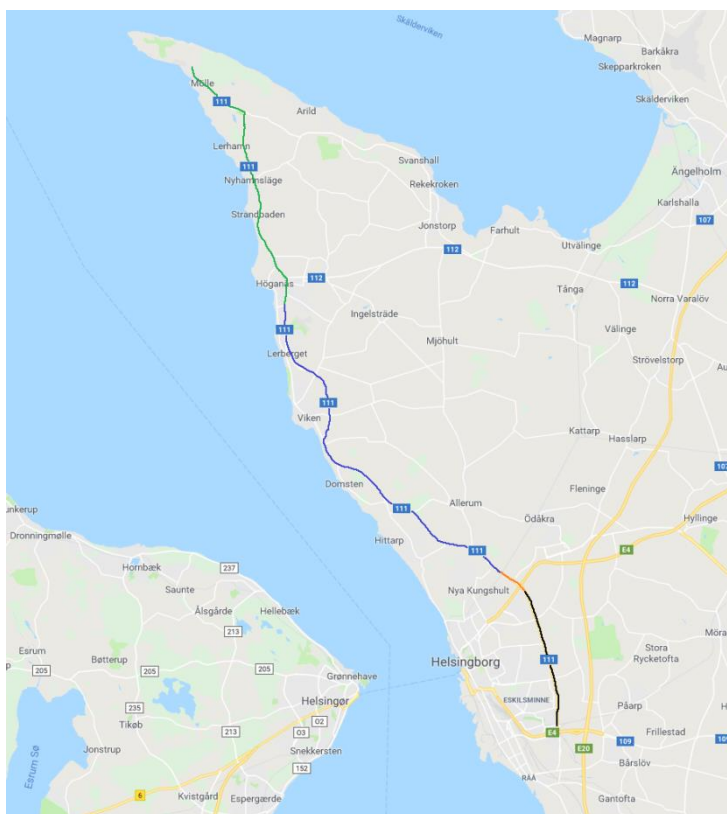 Skälderviken
Magnarp
Barkåkra
Skepparkroken
Skälderviken
Mölle
111
Arild
Lerhamn
Svanshall
Ängelholm
111
Nyhamnsläge
Rekekroken
Karlshalla
Strandbaden
Jonstorp
Farhult
107
Utvälinge
112
Höganäs
112
112
Tånga
Norra Varalöv
Ingelsträde
111
Välinge
Mjöhult
Lerberget
Strövelstorp
111
Viken
Kattarp
Hasslarp
Domsten
Fleninge
111
Allerum
Ödåkra
Hyllinge
Dronningmølle
Hittarp
111
E4
Hornbæk
237
Nya Kungshult
Saunte
Ålsgårde
Hellebæk
213
Esrum
Bøtterup
205
205
205
Grønnehave
Helsingborg
111
Stora
Rycketofta
Helsingør
235
Tikøb
213
02
03
ESKILSMINNE
Påarp
Frillestad
E4
109
Jonstrup
Snekkersten
E20
Bårslöv
Esrum Sø
152
RÅÅ
6
Kvistgård
Espergærde
Gantofta